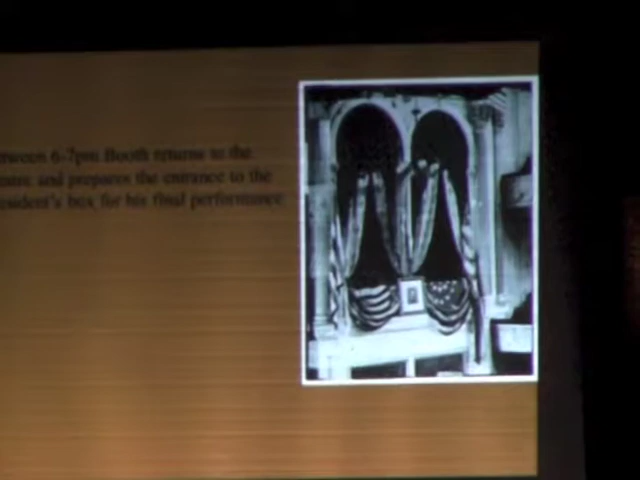 tween 6-7pm Booth returns to the
eater and prepares the entrance to the
esident's box for his final performance